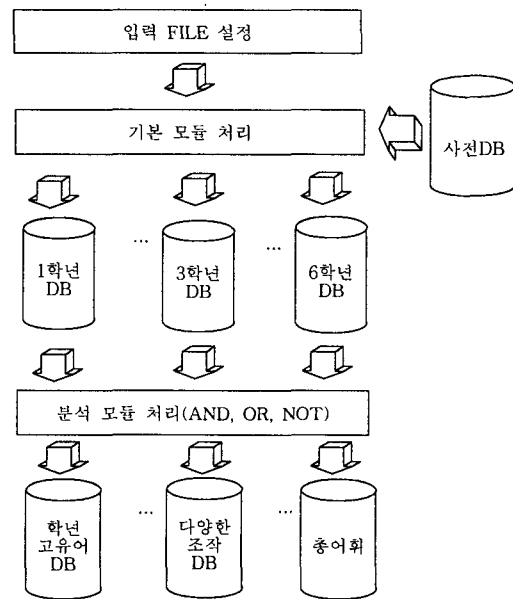 입력 FILE 설정
기본 모듈 처리
사전DB
1학년
DB
...
3학년
DB
...
6학년
DB
분석 모듈 처리(AND, OR, NOT)
학년
고유어
DB
...
다양한
조작
DB
...
총어휘